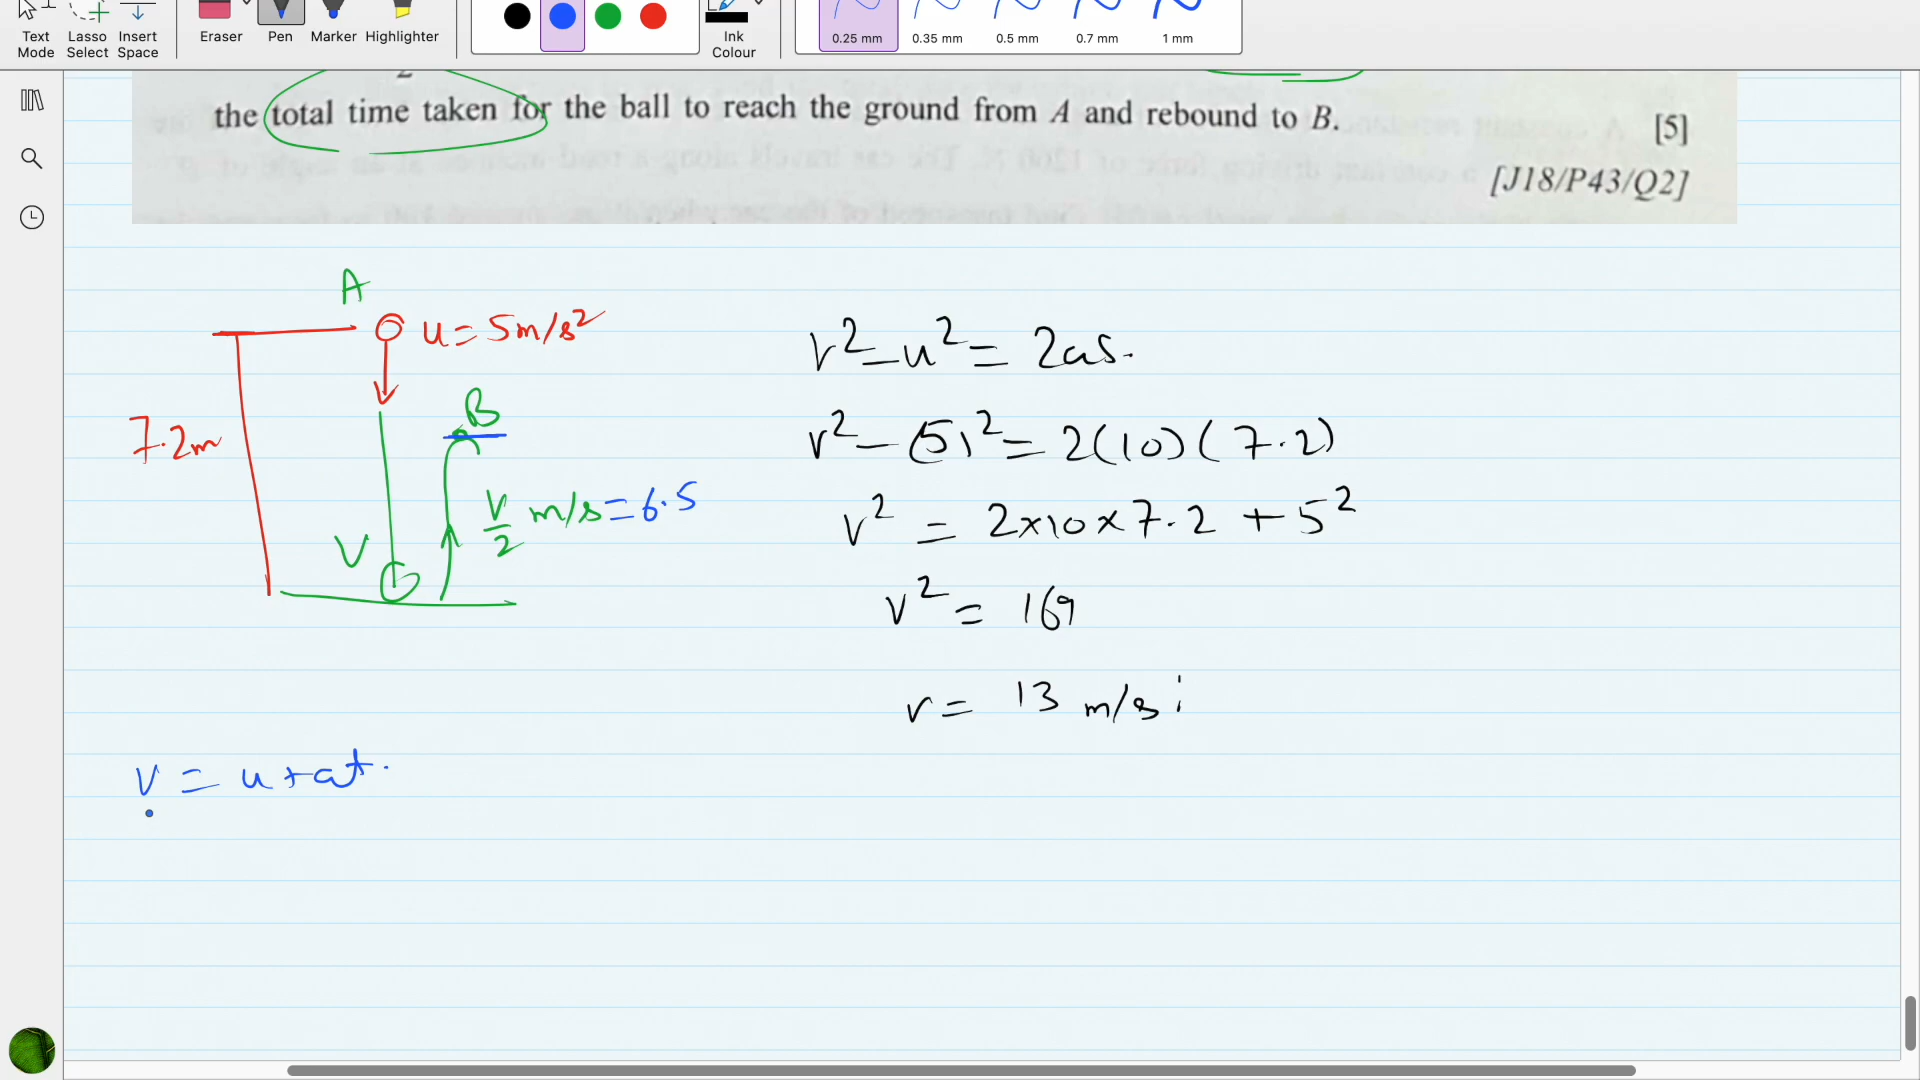 Text Mode
Lasso Select
Insert Space
Eraser
Pen
Marker
Highlighter
Ink Colour
0.25 mm
0.35 mm
0.5 mm
0.7 mm
1 mm
the total time taken for the ball to reach the ground from A and rebound to B.
[5]
[J18/P43/Q2]
A
u = 5m/s²
7.2m
B
V/2 m/s = 6.5
V
v² - u² = 2as.
v² - (5)² = 2(10)(7.2)
v² = 2×10×7.2 + 5²
v² = 169
v = 13 m/s
v = u + at.